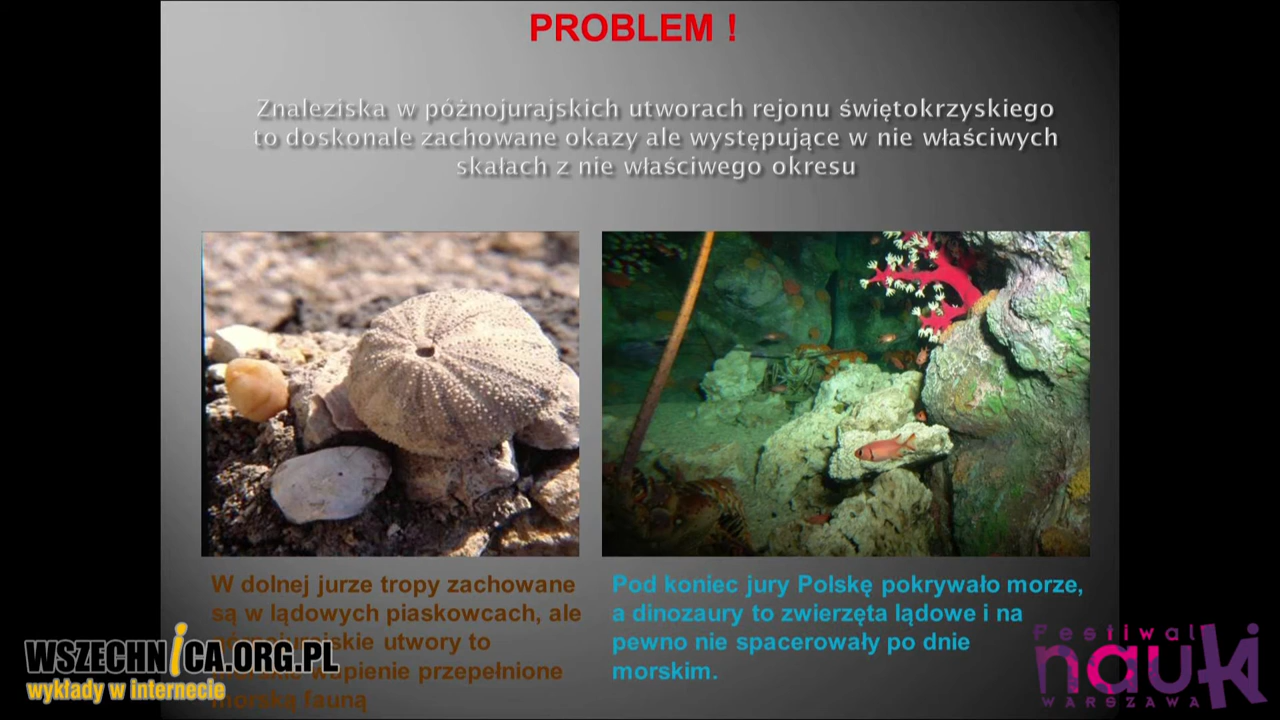 PROBLEM !
Znaleziska w późnojurajskich utworach rejonu świętokrzyskiego
to doskonale zachowane okazy ale występujące w nie właściwych
skałach z nie właściwego okresu
W dolnej jurze tropy zachowane
są w lądowych piaskowcach, ale
utwory to
wapienie przepełnione
morską fauną
Pod koniec jury Polskę pokrywało morze,
a dinozaury to zwierzęta lądowe i na
pewno nie spacerowały po dnie
morskim.
WSZECHNiCA.ORG.PL
wykłady w internecie
Festiwal
nauki
WARSZAWA